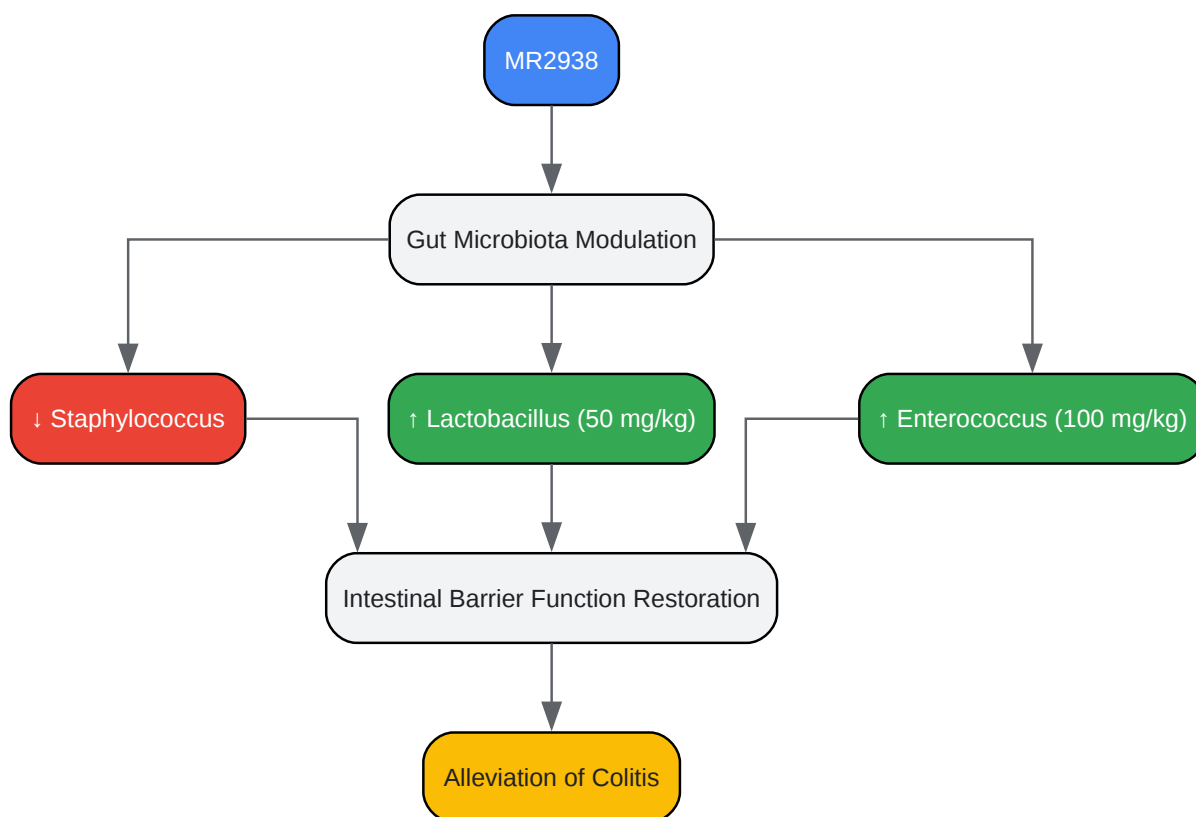 MR2938
Gut Microbiota Modulation
↓ Staphylococcus
↑ Lactobacillus (50 mg/kg)
↑ Enterococcus (100 mg/kg)
Intestinal Barrier Function Restoration
Alleviation of Colitis